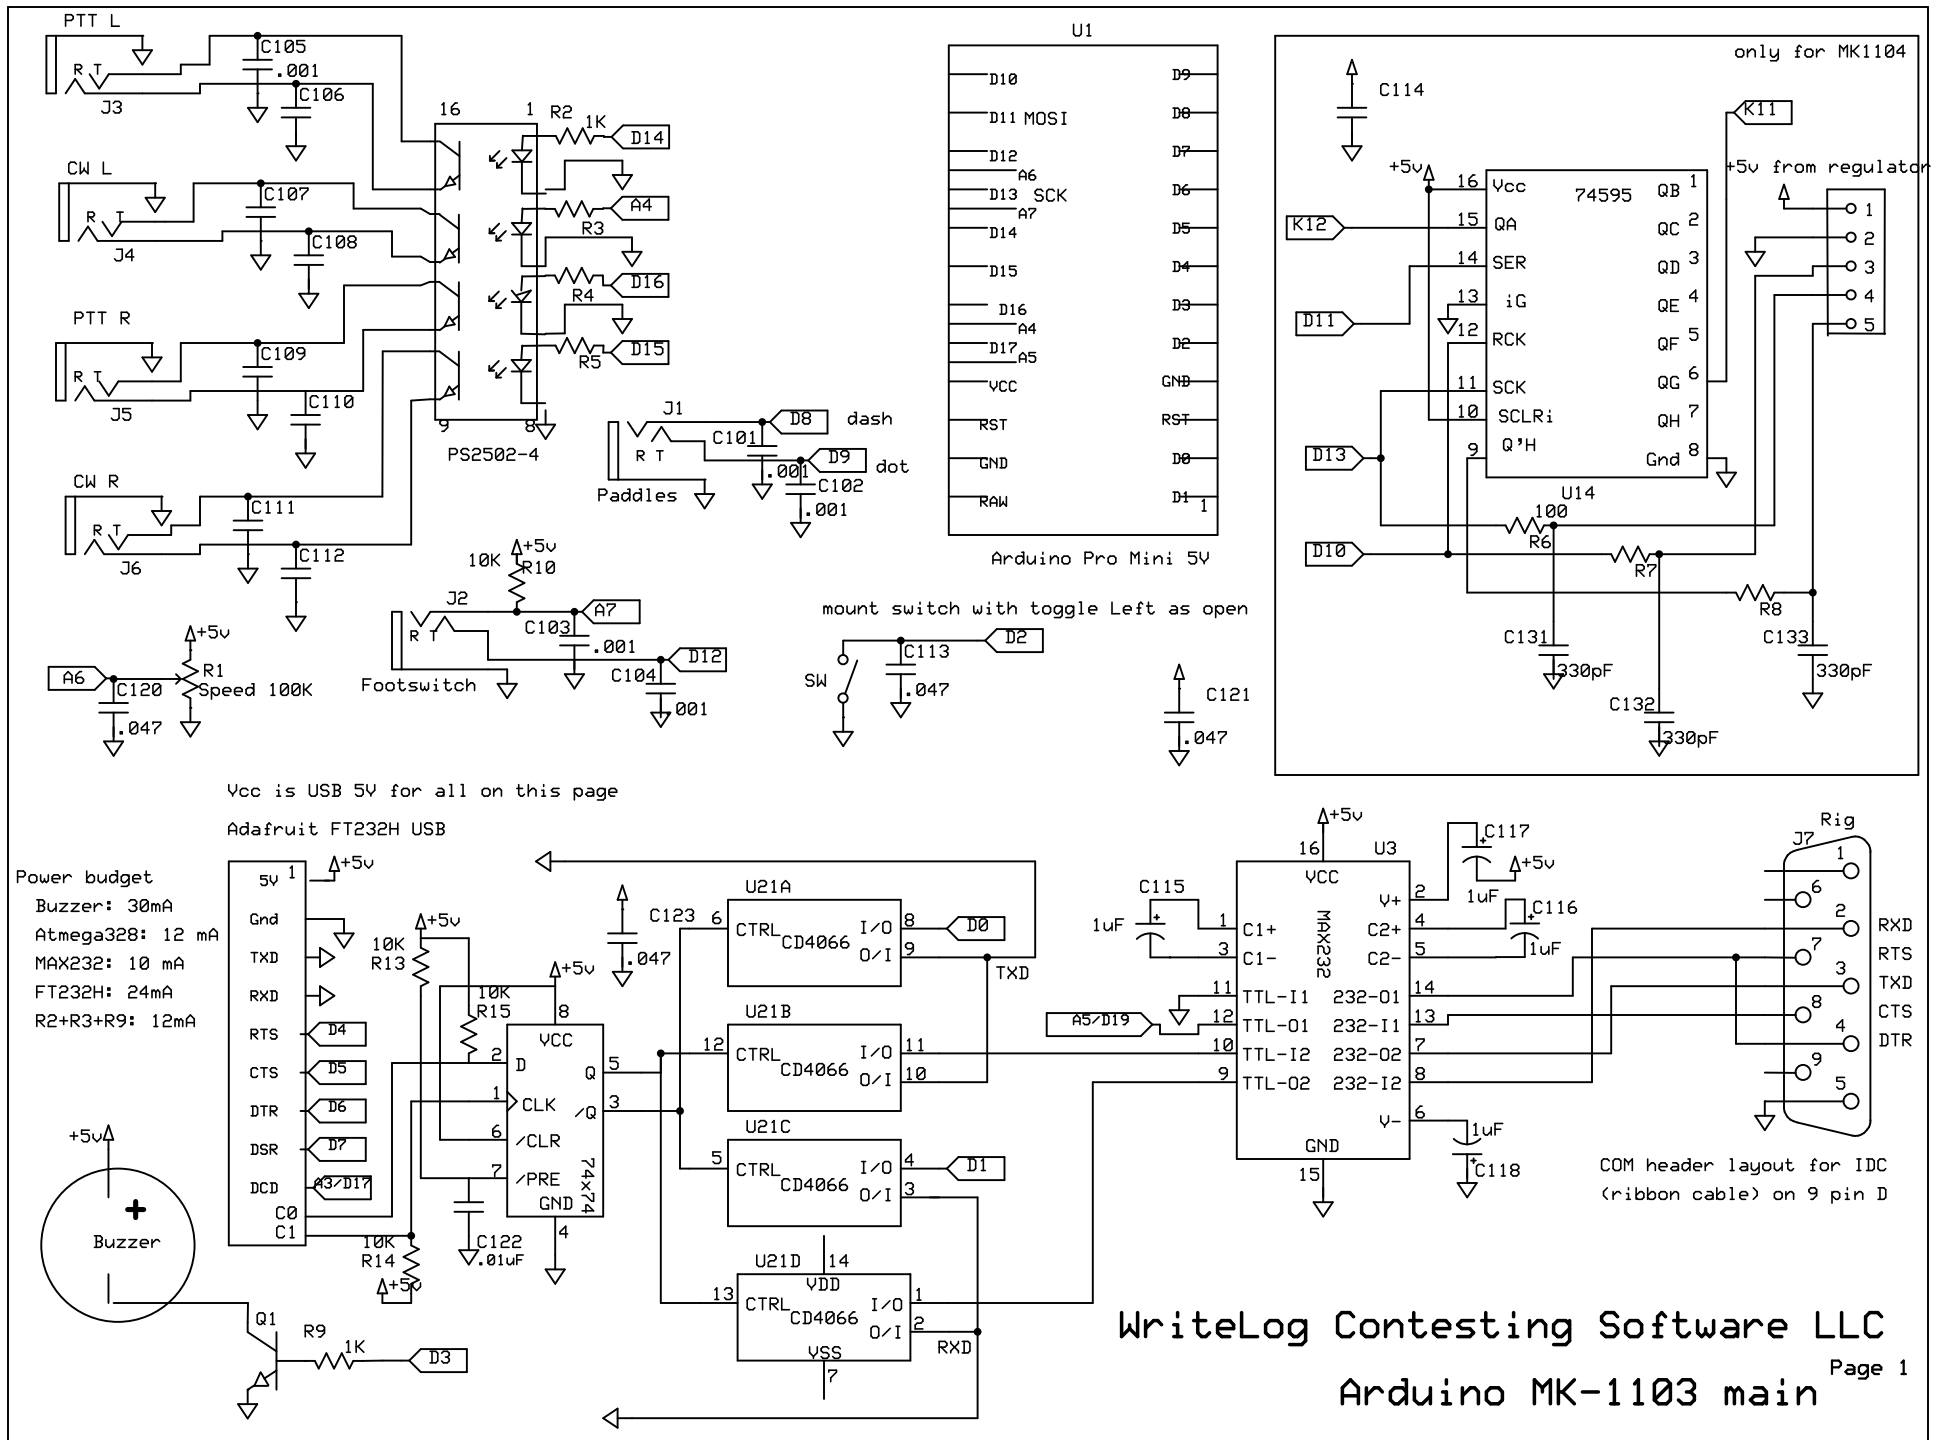 PTT L
C105
.001
R T
J3
C106
CW L
C107
R T
J4
C108
PTT R
C109
R T
J5
C110
CW R
C111
R T
J6
C112
16
1
9
8
PS2502-4
R2
1K
D14
A4
R3
D16
R4
D15
R5
J1
R T
Paddles
C101
.001
D8
dash
D9
dot
C102
.001
10K
+5v
R10
J2
R T
Footswitch
C103
.001
A7
C104
.001
D12
A6
+5v
R1
Speed 100K
C120
.047
U1
D10
D11 MOSI
D12
A6
D13 SCK
A7
D14
D15
D16
A4
D17
A5
VCC
RST
GND
RAW
D9
D8
D7
D6
D5
D4
D3
D2
GND
RST
D0
D1
1
Arduino Pro Mini 5V
mount switch with toggle Left as open
SW
C113
.047
D2
C121
.047
only for MK1104
C114
K11
+5v
+5v from regulator
74595
16 Vcc
15 QA
14 SER
13 iG
12 RCK
11 SCK
10 SCLRi
9 Q'H
QB 1
QC 2
QD 3
QE 4
QF 5
QG 6
QH 7
Gnd 8
U14
1
2
3
4
5
K12
D11
D13
D10
100
R6
R7
R8
C131
330pF
C132
330pF
C133
330pF
Vcc is USB 5V for all on this page
Adafruit FT232H USB
Power budget
Buzzer: 30mA
Atmega328: 12 mA
MAX232: 10 mA
FT232H: 24mA
R2+R3+R9: 12mA
5V 1
+5v
Gnd
TXD
RXD
RTS
D4
CTS
D5
DTR
D6
DSR
D7
DCD
A3/D17
C0
C1
+5v
10K
R13
10K
R15
+5v
10K
R14
+5v
C122
.01uF
8
VCC
2 D
1 CLK
6 /CLR
7 /PRE
Q 5
/Q 3
74x74
GND
4
C123
.047
U21A
6 CTRL
CD4066
I/O 8
O/I 9
D0
TXD
U21B
12 CTRL
CD4066
I/O 11
O/I 10
U21C
5 CTRL
CD4066
I/O 4
O/I 3
D1
U21D
14
VDD
13 CTRL
CD4066
I/O 1
O/I 2
VSS
7
RXD
+5v
+
Buzzer
Q1
R9
1K
D3
+5v
16
U3
VCC
MAX232
C115
1uF
1 C1+
3 C1-
11 TTL-I1
12 TTL-O1
10 TTL-I2
9 TTL-O2
A5/D19
V+ 2
C2+ 4
C2- 5
232-O1 14
232-I1 13
232-O2 7
232-I2 8
V- 6
GND
15
C117
+5v
1uF
C116
1uF
1uF
C118
Rig
J7
1
6
2
7
3
8
4
9
5
RXD
RTS
TXD
CTS
DTR
COM header layout for IDC
(ribbon cable) on 9 pin D
WriteLog Contesting Software LLC
Page 1
Arduino MK-1103 main